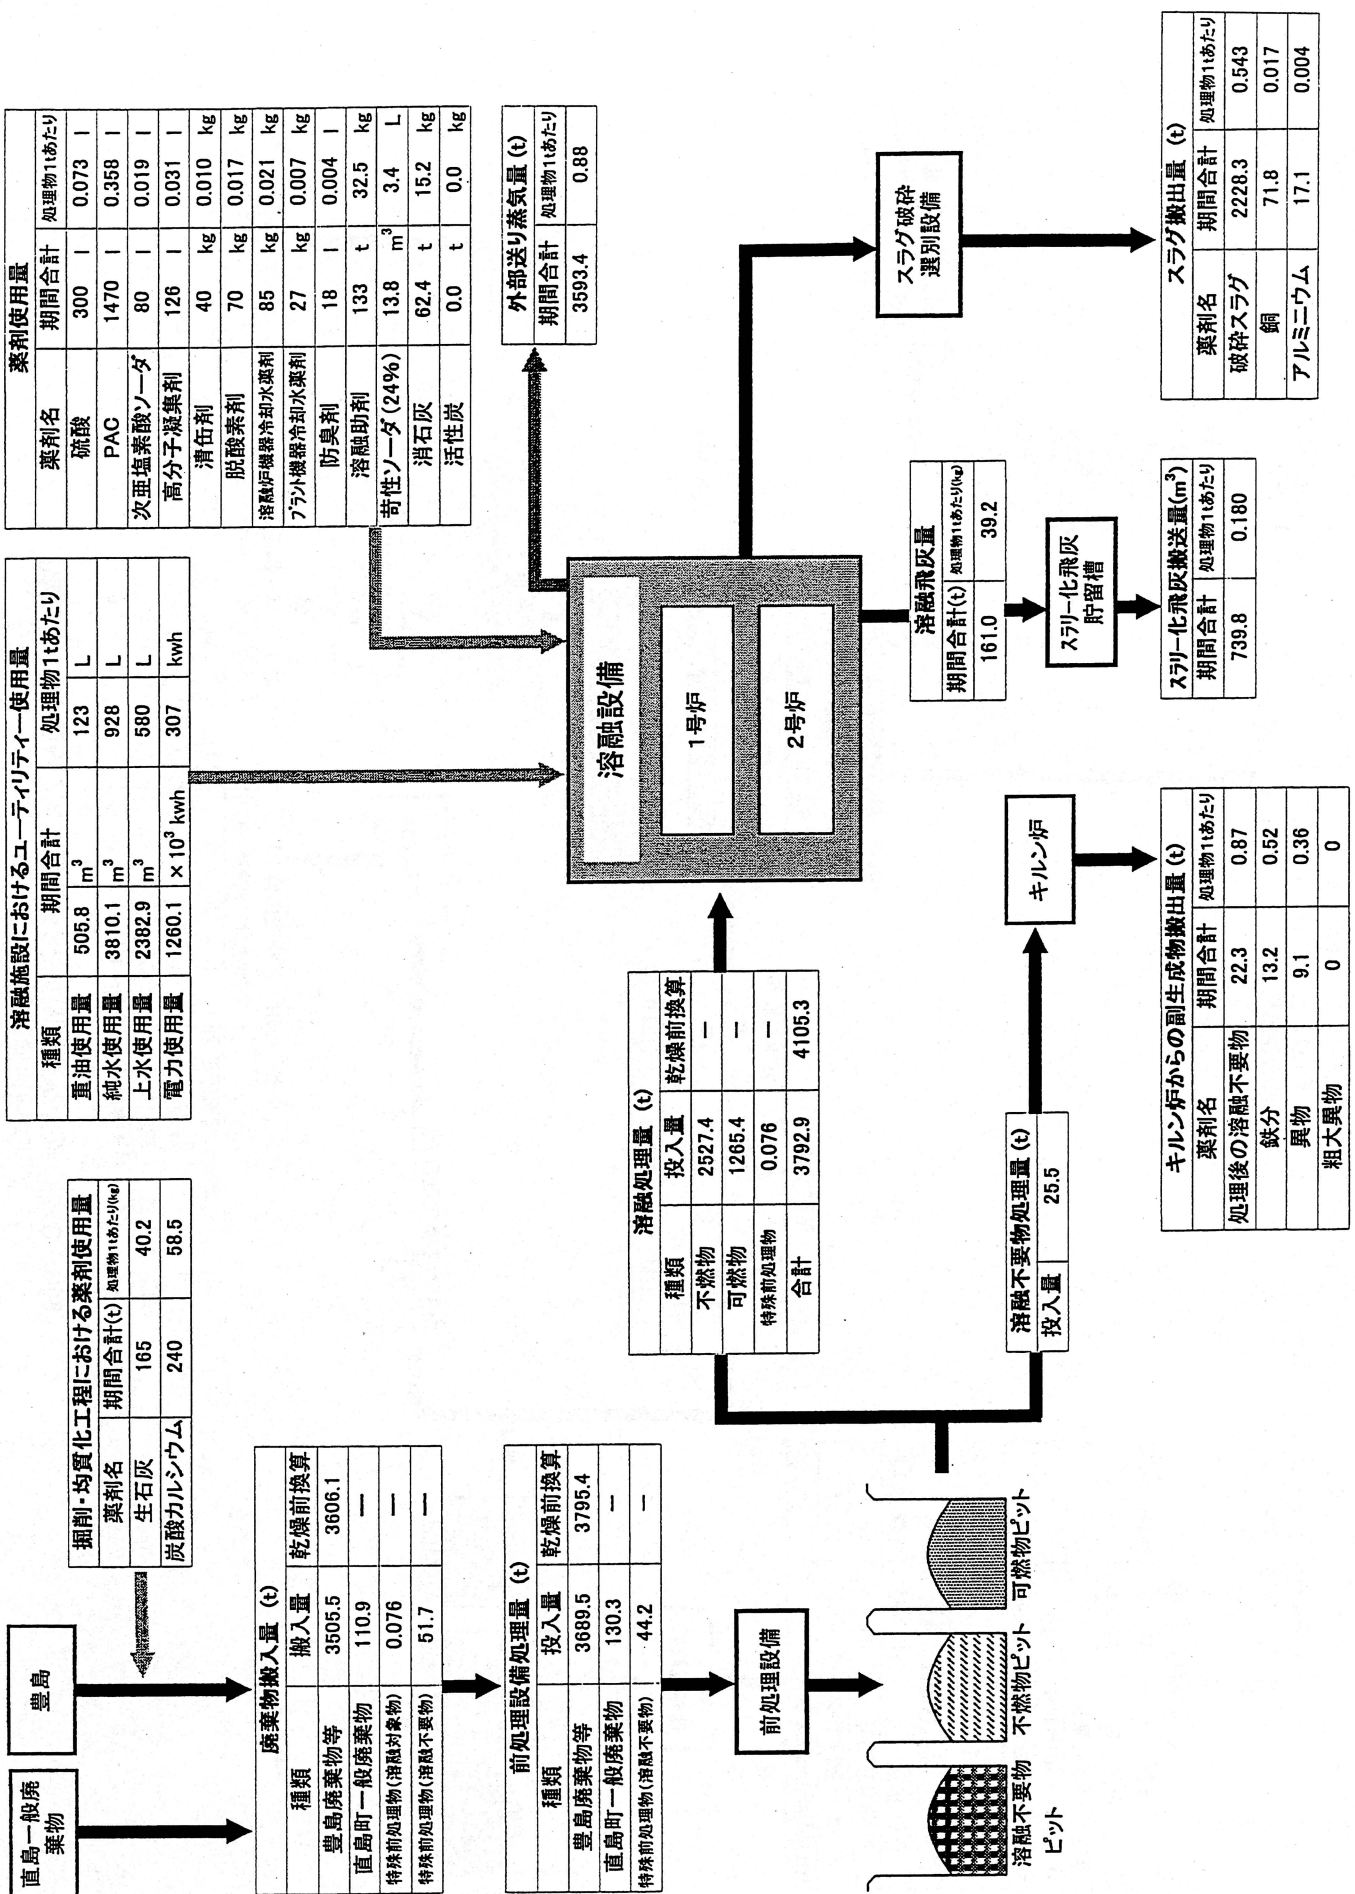 直島一般廃
棄物
豊島
掘削・均質化工程における薬剤使用量
薬剤名 期間合計(t) 処理物1tあたり(kg)
生石灰 165 40.2
炭酸カルシウム 240 58.5
廃棄物搬入量 (t)
種類 搬入量 乾燥前換算
豊島廃棄物等 3505.5 3606.1
直島町一般廃棄物 110.9 ―
特殊前処理物(溶融対象物) 0.076 ―
特殊前処理物(溶融不要物) 51.7 ―
前処理設備処理量 (t)
種類 投入量 乾燥前換算
豊島廃棄物等 3689.5 3795.4
直島町一般廃棄物 130.3 ―
特殊前処理物(溶融不要物) 44.2 ―
前処理設備
溶融不要物
ピット
不燃物ピット
可燃物ピット
溶融施設におけるユーティリティー使用量
種類 期間合計 処理物1tあたり
重油使用量 505.8 m³ 123 L
純水使用量 3810.1 m³ 928 L
上水使用量 2382.9 m³ 580 L
電力使用量 1260.1 ×10³ kwh 307 kwh
薬剤使用量
薬剤名 期間合計 処理物1tあたり
硫酸 300 l 0.073 l
PAC 1470 l 0.358 l
次亜塩素酸ソーダ 80 l 0.019 l
高分子凝集剤 126 l 0.031 l
清缶剤 40 kg 0.010 kg
脱酸素剤 70 kg 0.017 kg
溶融炉機器冷却水薬剤 85 kg 0.021 kg
プラント機器冷却水薬剤 27 kg 0.007 kg
防臭剤 18 l 0.004 l
溶融助剤 133 t 32.5 kg
苛性ソーダ(24%) 13.8 m³ 3.4 L
消石灰 62.4 t 15.2 kg
活性炭 0.0 t 0.0 kg
外部送り蒸気量 (t)
期間合計 処理物1tあたり
3593.4 0.88
溶融処理量 (t)
種類 投入量 乾燥前換算
不燃物 2527.4 ―
可燃物 1265.4 ―
特殊前処理物 0.076 ―
合計 3792.9 4105.3
溶融設備
1号炉
2号炉
スラグ破砕
選別設備
溶融飛灰量
期間合計(t) 処理物1tあたり(kg)
161.0 39.2
スラリー化飛灰
貯留槽
溶融不要物処理量 (t)
投入量 25.5
キルン炉
キルン炉からの副生成物搬出量 (t)
薬剤名 期間合計 処理物1tあたり
処理後の溶融不要物 22.3 0.87
鉄分 13.2 0.52
異物 9.1 0.36
粗大異物 0 0
スラリー化飛灰搬送量(m³)
期間合計 処理物1tあたり
739.8 0.180
スラグ搬出量 (t)
薬剤名 期間合計 処理物1tあたり
破砕スラグ 2228.3 0.543
銅 71.8 0.017
アルミニウム 17.1 0.004